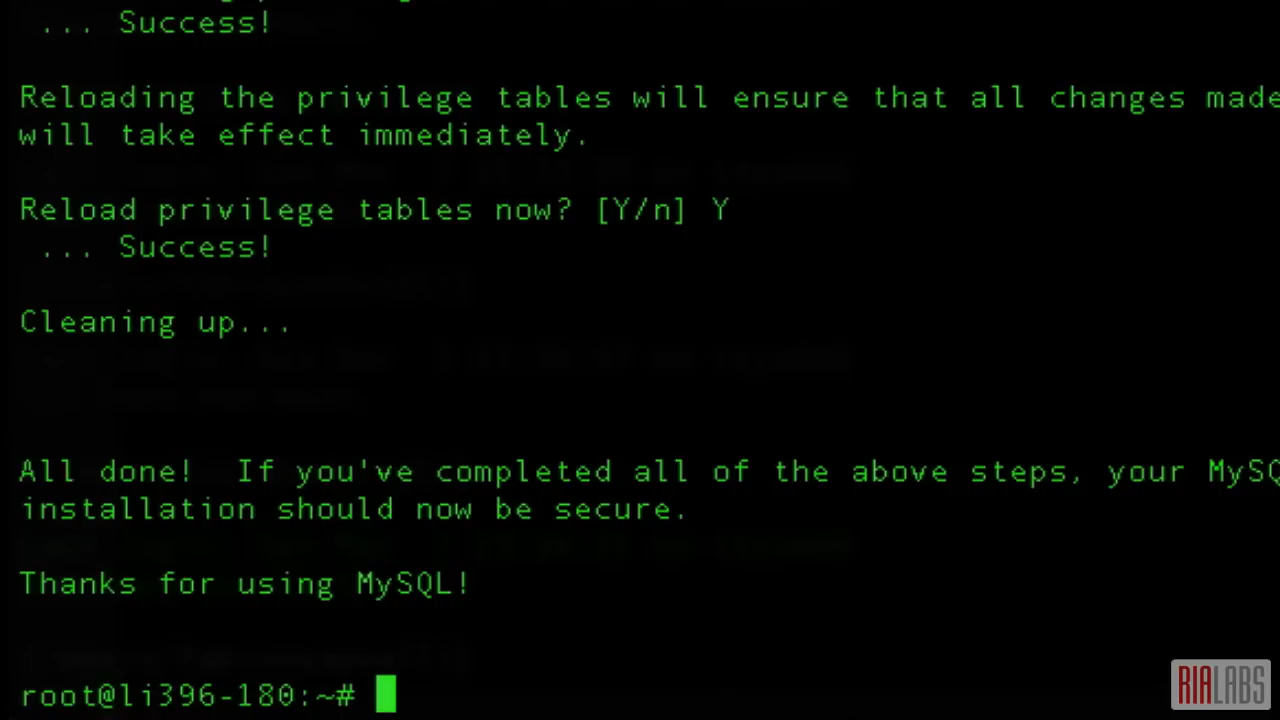 ... Success!
Reloading the privilege tables will ensure that all changes made
will take effect immediately.
Reload privilege tables now? [Y/n] Y
... Success!
Cleaning up...
All done!  If you've completed all of the above steps, your MySQ
installation should now be secure.
Thanks for using MySQL!
root@li396-180:~#
RIALABS